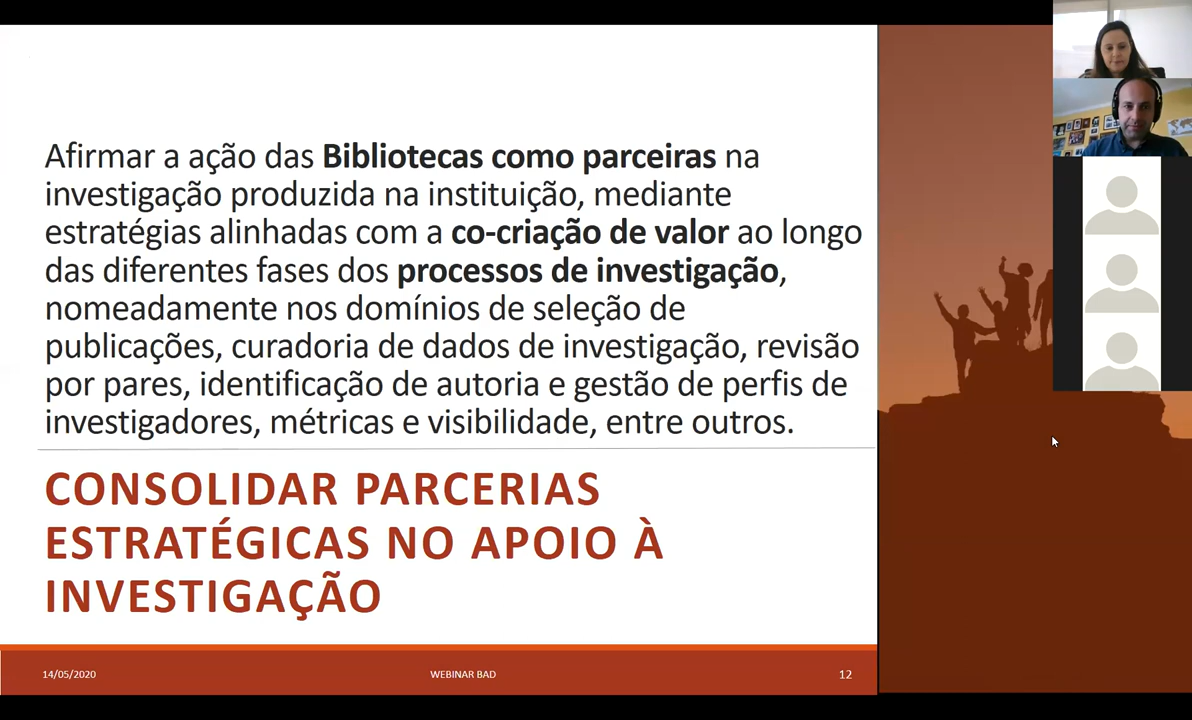 Afirmar a ação das Bibliotecas como parceiras na
investigação produzida na instituição, mediante
estratégias alinhadas com a co-criação de valor ao longo
das diferentes fases dos processos de investigação,
nomeadamente nos domínios de seleção de
publicações, curadoria de dados de investigação, revisão
por pares, identificação de autoria e gestão de perfis de
investigadores, métricas e visibilidade, entre outros.
CONSOLIDAR PARCERIAS
ESTRATÉGICAS NO APOIO À
INVESTIGAÇÃO
14/05/2020 WEBINAR BAD 12